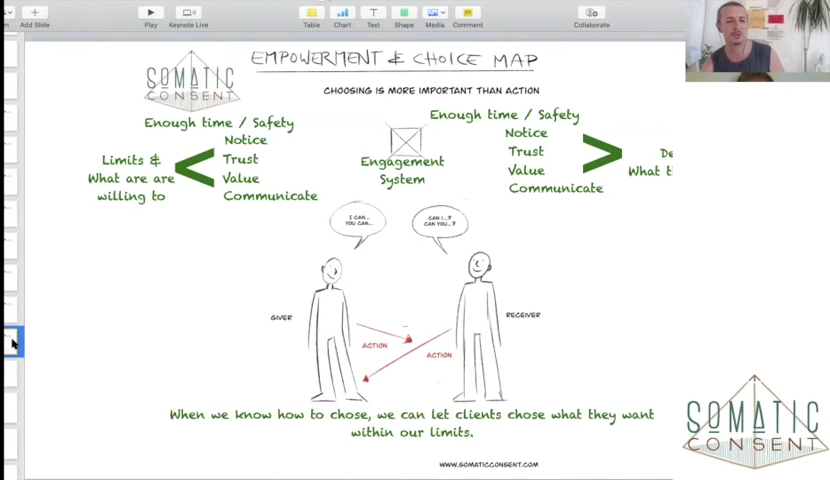 Add Slide
Play
Keynote Live
Table
Chart
Text
Shape
Media
Comment
Collaborate
SOMATIC
CONSENT
EMPOWERMENT & CHOICE MAP
CHOOSING IS MORE IMPORTANT THAN ACTION
Enough time / Safety
Notice
Trust
Value
Communicate
Limits &
What are are
willing to
<
Engagement
System
Enough time / Safety
Notice
Trust
Value
Communicate
>
De
What th
I CAN...
YOU CAN...
CAN I...?
CAN YOU...?
GIVER
RECEIVER
ACTION
ACTION
When we know how to chose, we can let clients chose what they want
within our limits.
WWW.SOMATICCONSENT.COM
SOMATIC
CONSENT